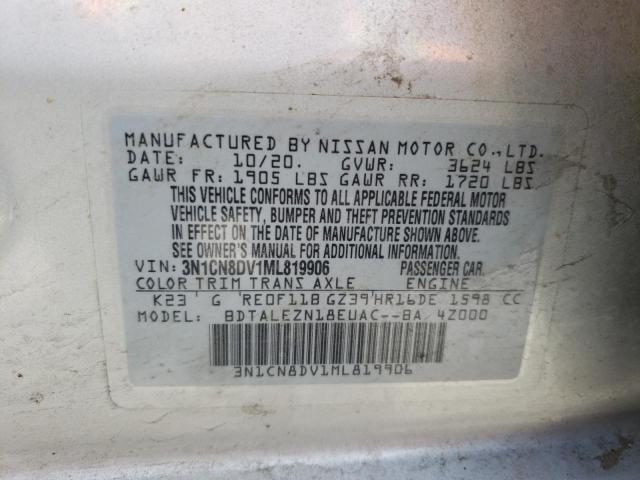 MANUFACTURED BY NISSAN MOTOR CO.,LTD.
DATE: 10/20. GVWR: 3624 LBS
GAWR FR: 1905 LBS GAWR RR: 1720 LBS
THIS VEHICLE CONFORMS TO ALL APPLICABLE FEDERAL MOTOR
VEHICLE SAFETY, BUMPER AND THEFT PREVENTION STANDARDS
IN EFFECT ON THE DATE OF MANUFACTURE SHOWN ABOVE.
SEE OWNER'S MANUAL FOR ADDITIONAL INFORMATION.
VIN: 3N1CN8DV1ML819906 PASSENGER CAR.
COLOR TRIM TRANS AXLE ENGINE
K23 G RE0F11B GZ39 HR16DE 1598 CC
MODEL: BDTALEZN18EUAC--BA 4Z000
3N1CN8DV1ML819906